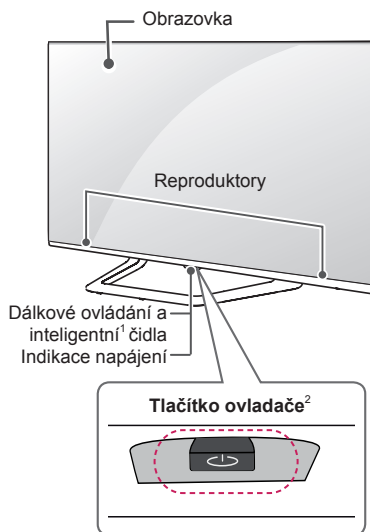 Obrazovka
Reproduktory
Dálkové ovládání a
inteligentní¹ čidla
Indikace napájení
Tlačítko ovladače²